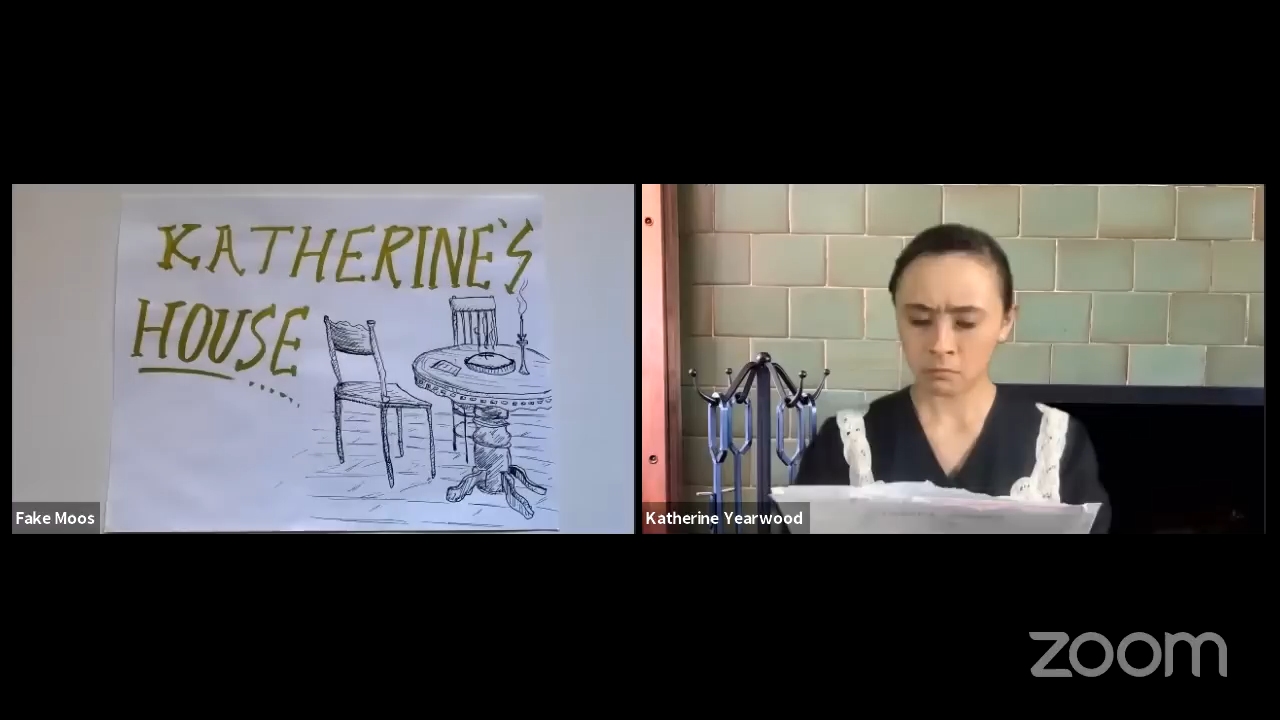 KATHERINE'S
HOUSE
Fake Moos
Katherine Yearwood
zoom